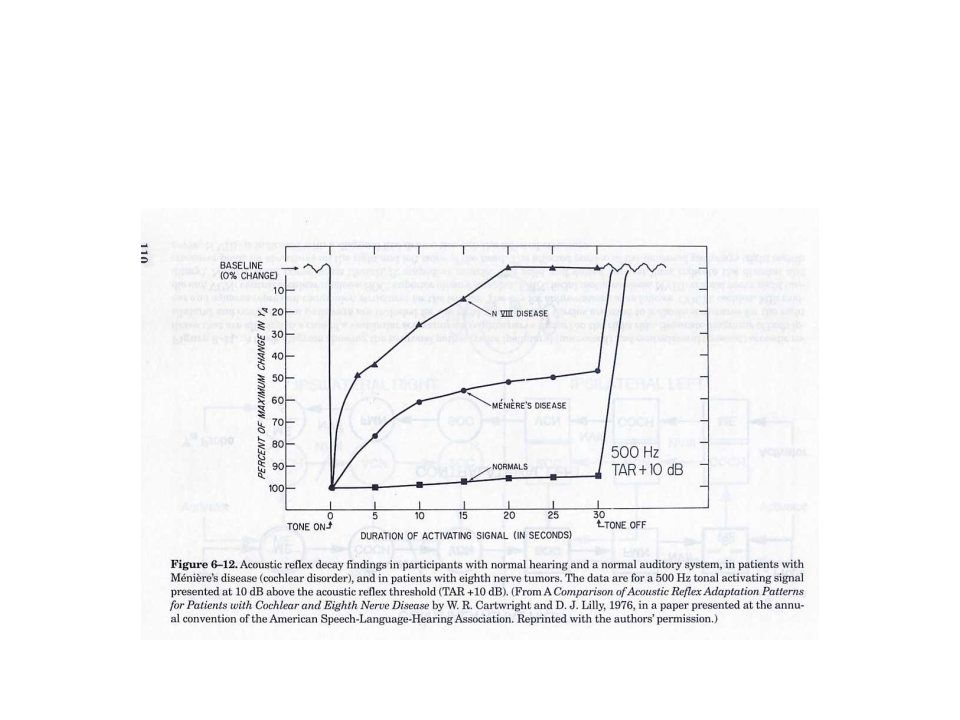 110
BASELINE
(0% CHANGE)
10
20
30
40
50
60
70
80
90
100
PERCENT OF MAXIMUM CHANGE IN Ya
N VIII DISEASE
MÉNIÈRE'S DISEASE
NORMALS
500 Hz
TAR + 10 dB
0 5 10 15 20 25 30
TONE ON
TONE OFF
DURATION OF ACTIVATING SIGNAL (IN SECONDS)
Figure 6–12. Acoustic reflex decay findings in participants with normal hearing and a normal auditory system, in patients with
Ménière's disease (cochlear disorder), and in patients with eighth nerve tumors. The data are for a 500 Hz tonal activating signal
presented at 10 dB above the acoustic reflex threshold (TAR +10 dB). (From A Comparison of Acoustic Reflex Adaptation Patterns
for Patients with Cochlear and Eighth Nerve Disease by W. R. Cartwright and D. J. Lilly, 1976, in a paper presented at the annu-
al convention of the American Speech-Language-Hearing Association. Reprinted with the authors' permission.)